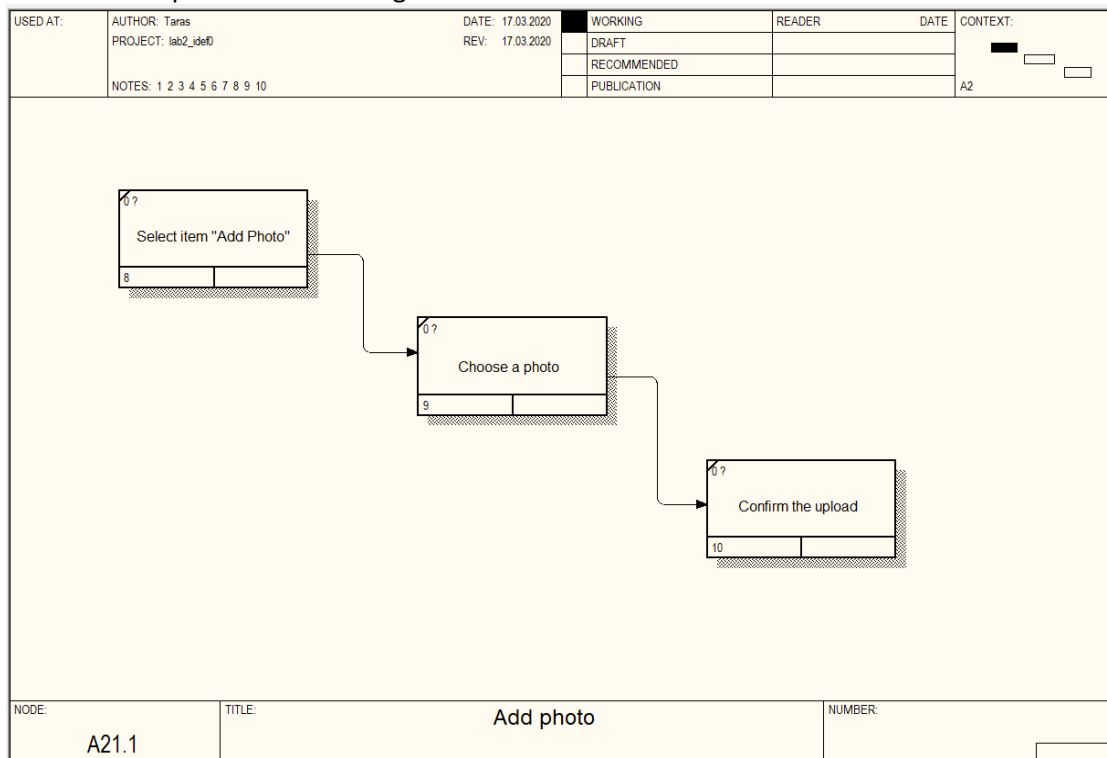 USED AT:
AUTHOR: Taras
DATE: 17.03.2020
PROJECT: lab2_idef0
REV: 17.03.2020
NOTES: 1 2 3 4 5 6 7 8 9 10
WORKING
DRAFT
RECOMMENDED
PUBLICATION
READER DATE
CONTEXT:
A2
0 ?
Select item "Add Photo"
8
0 ?
Choose a photo
9
0 ?
Confirm the upload
10
NODE:
A21.1
TITLE:
Add photo
NUMBER: